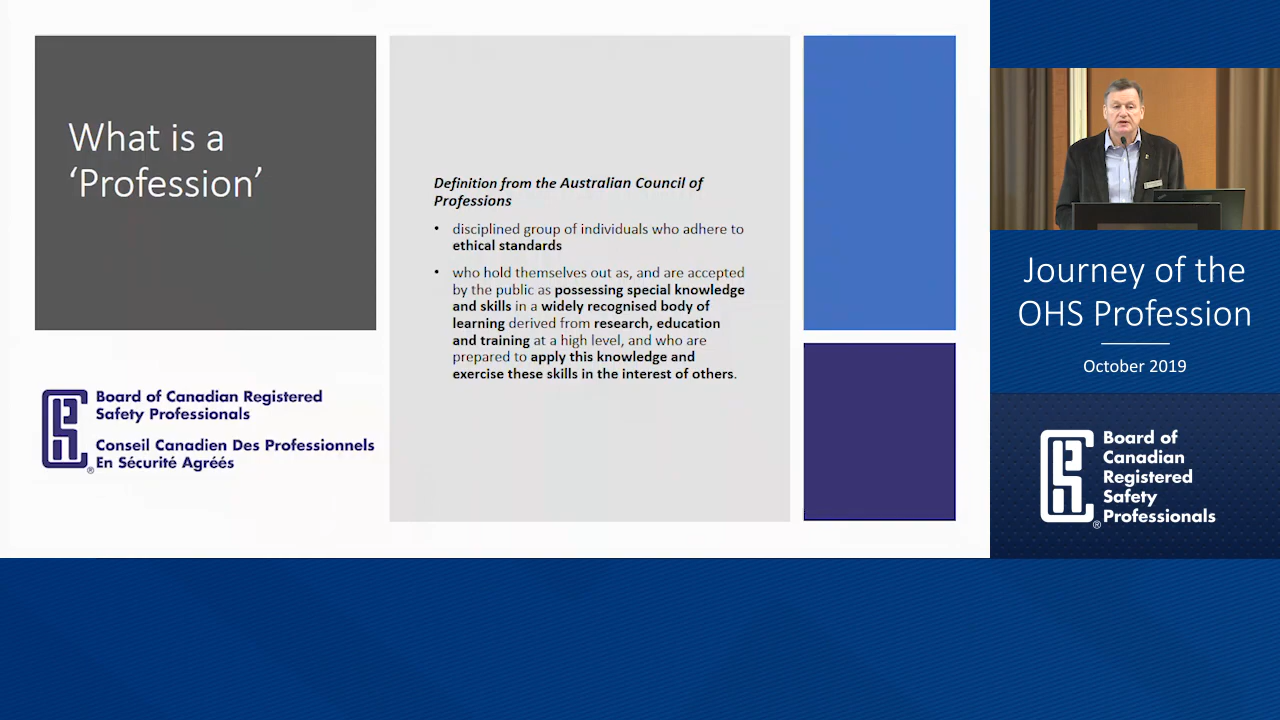 What is a
‘Profession’
Definition from the Australian Council of
Professions
• disciplined group of individuals who adhere to
ethical standards
• who hold themselves out as, and are accepted
by the public as possessing special knowledge
and skills in a widely recognised body of
learning derived from research, education
and training at a high level, and who are
prepared to apply this knowledge and
exercise these skills in the interest of others.
Board of Canadian Registered
Safety Professionals
Conseil Canadien Des Professionnels
En Sécurité Agréés
®
Journey of the
OHS Profession
October 2019
Board of
Canadian
Registered
Safety
Professionals
®